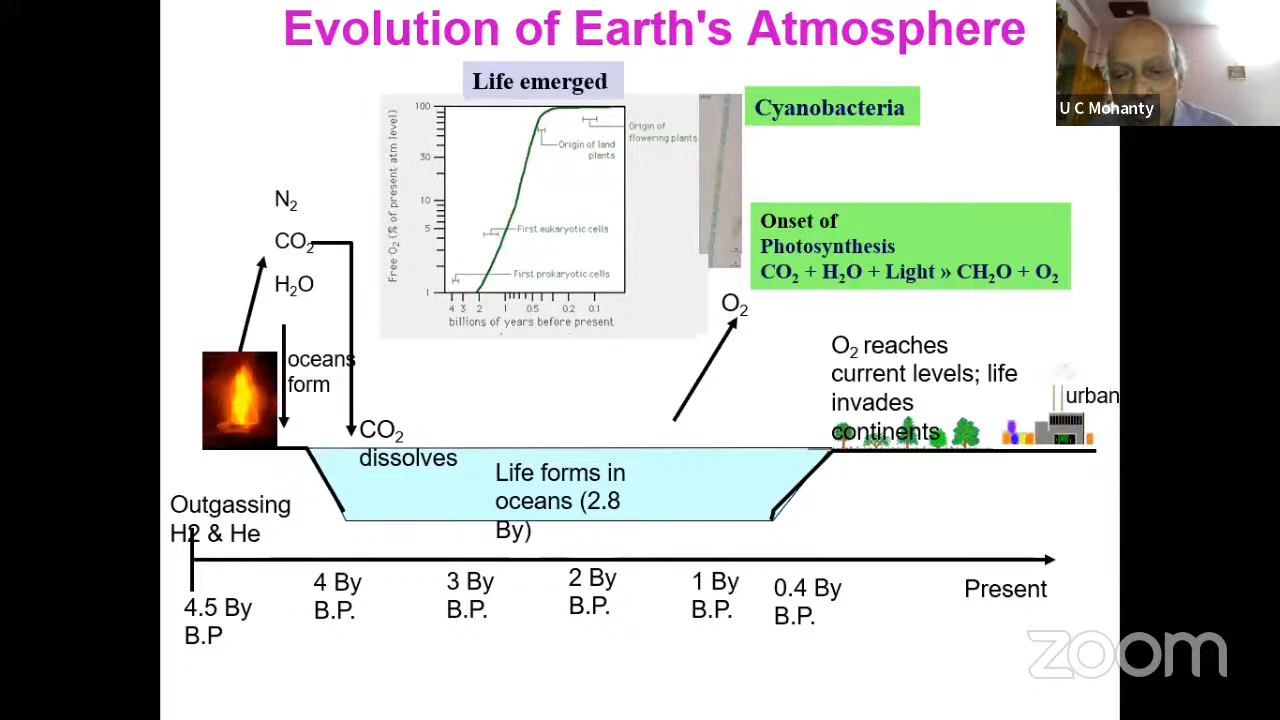 Evolution of Earth's Atmosphere
U C Mohanty
Life emerged
Cyanobacteria
Free O2 (% of present atm level)
100
30
10
5
1
Origin of
flowering plants
Origin of land
plants
First eukaryotic cells
First prokaryotic cells
4 3 2 1 0.5 0.2 0.1
billions of years before present
Onset of
Photosynthesis
CO2 + H2O + Light » CH2O + O2
N2
CO2
H2O
O2
oceans
form
O2 reaches
current levels; life
invades
continents
urban
CO2
dissolves
Life forms in
oceans (2.8
By)
Outgassing
H2 & He
4.5 By
B.P
4 By
B.P.
3 By
B.P.
2 By
B.P.
1 By
B.P.
0.4 By
B.P.
Present
zoom